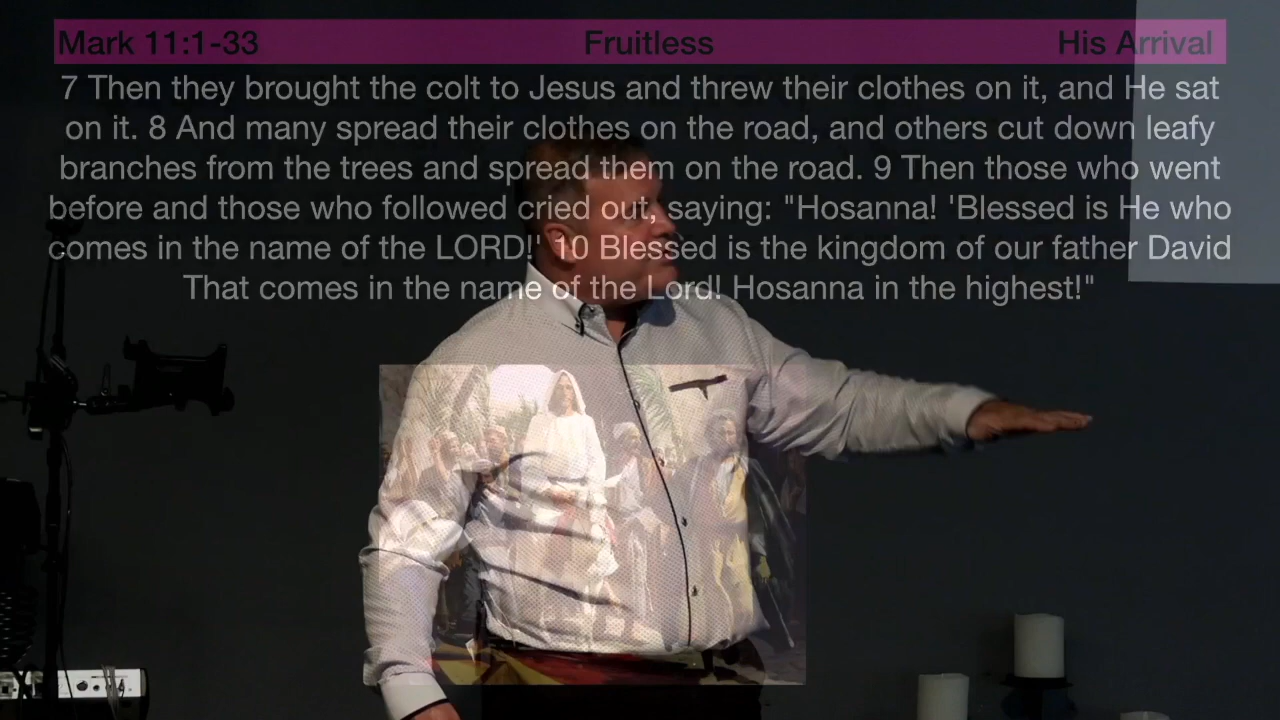 Mark 11:1-33 Fruitless His Arrival
7 Then they brought the colt to Jesus and threw their clothes on it, and He sat
on it. 8 And many spread their clothes on the road, and others cut down leafy
branches from the trees and spread them on the road. 9 Then those who went
before and those who followed cried out, saying: "Hosanna! 'Blessed is He who
comes in the name of the LORD!' 10 Blessed is the kingdom of our father David
That comes in the name of the Lord! Hosanna in the highest!"